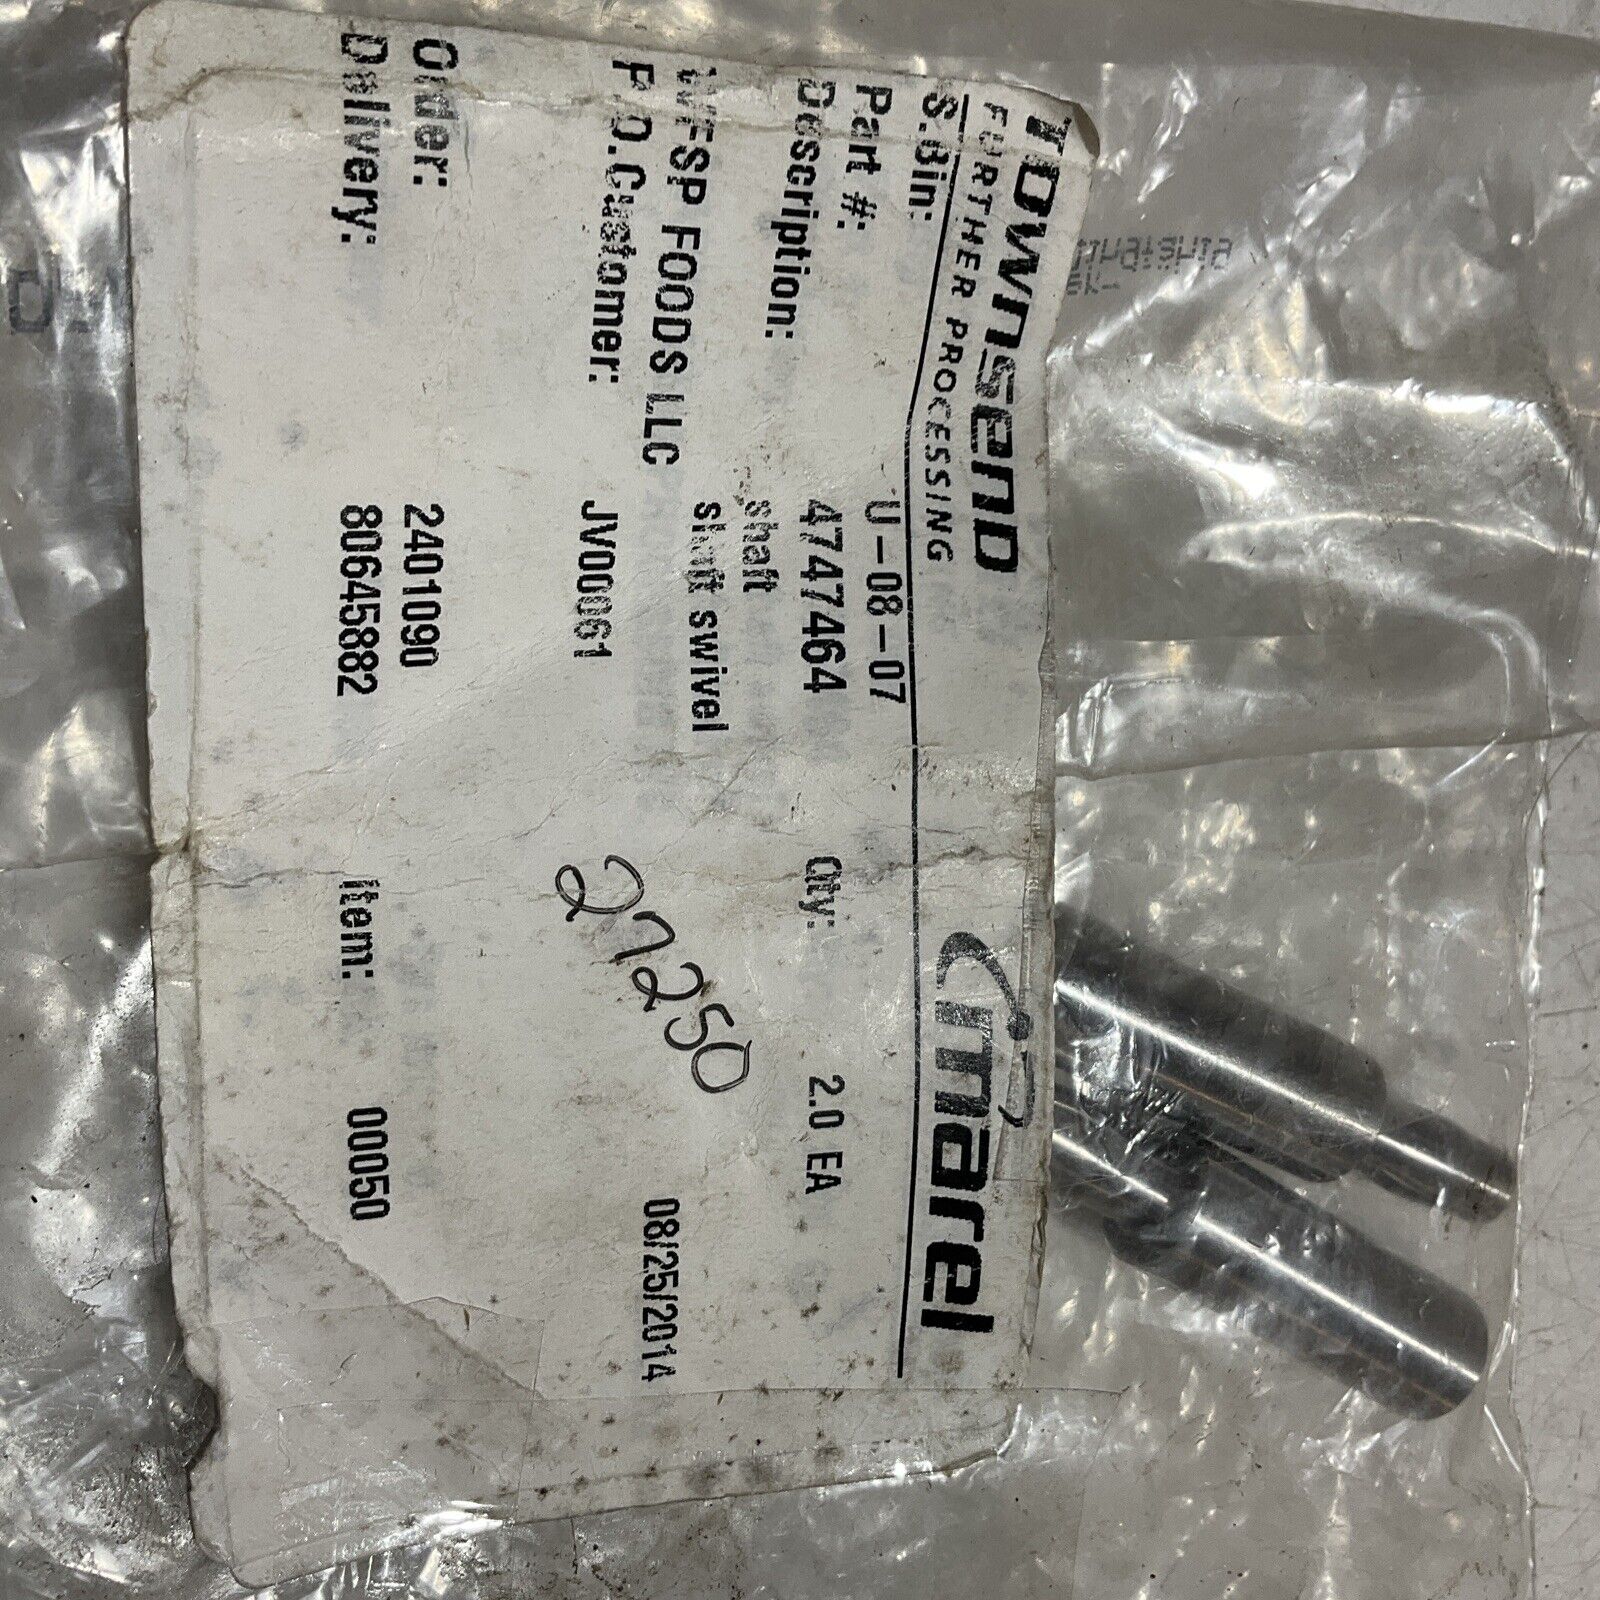 TOWNSEND
FURTHER PROCESSING
marel
S.Bin: U-08-07
Part #: 4747464 Qty: 2.0 EA
Description: shaft
shaft swivel
WFSP FOODS LLC 08/25/2014
P.O.Customer: JV00061
27250
Order: 2401090
Delivery: 80645882 Item: 00050